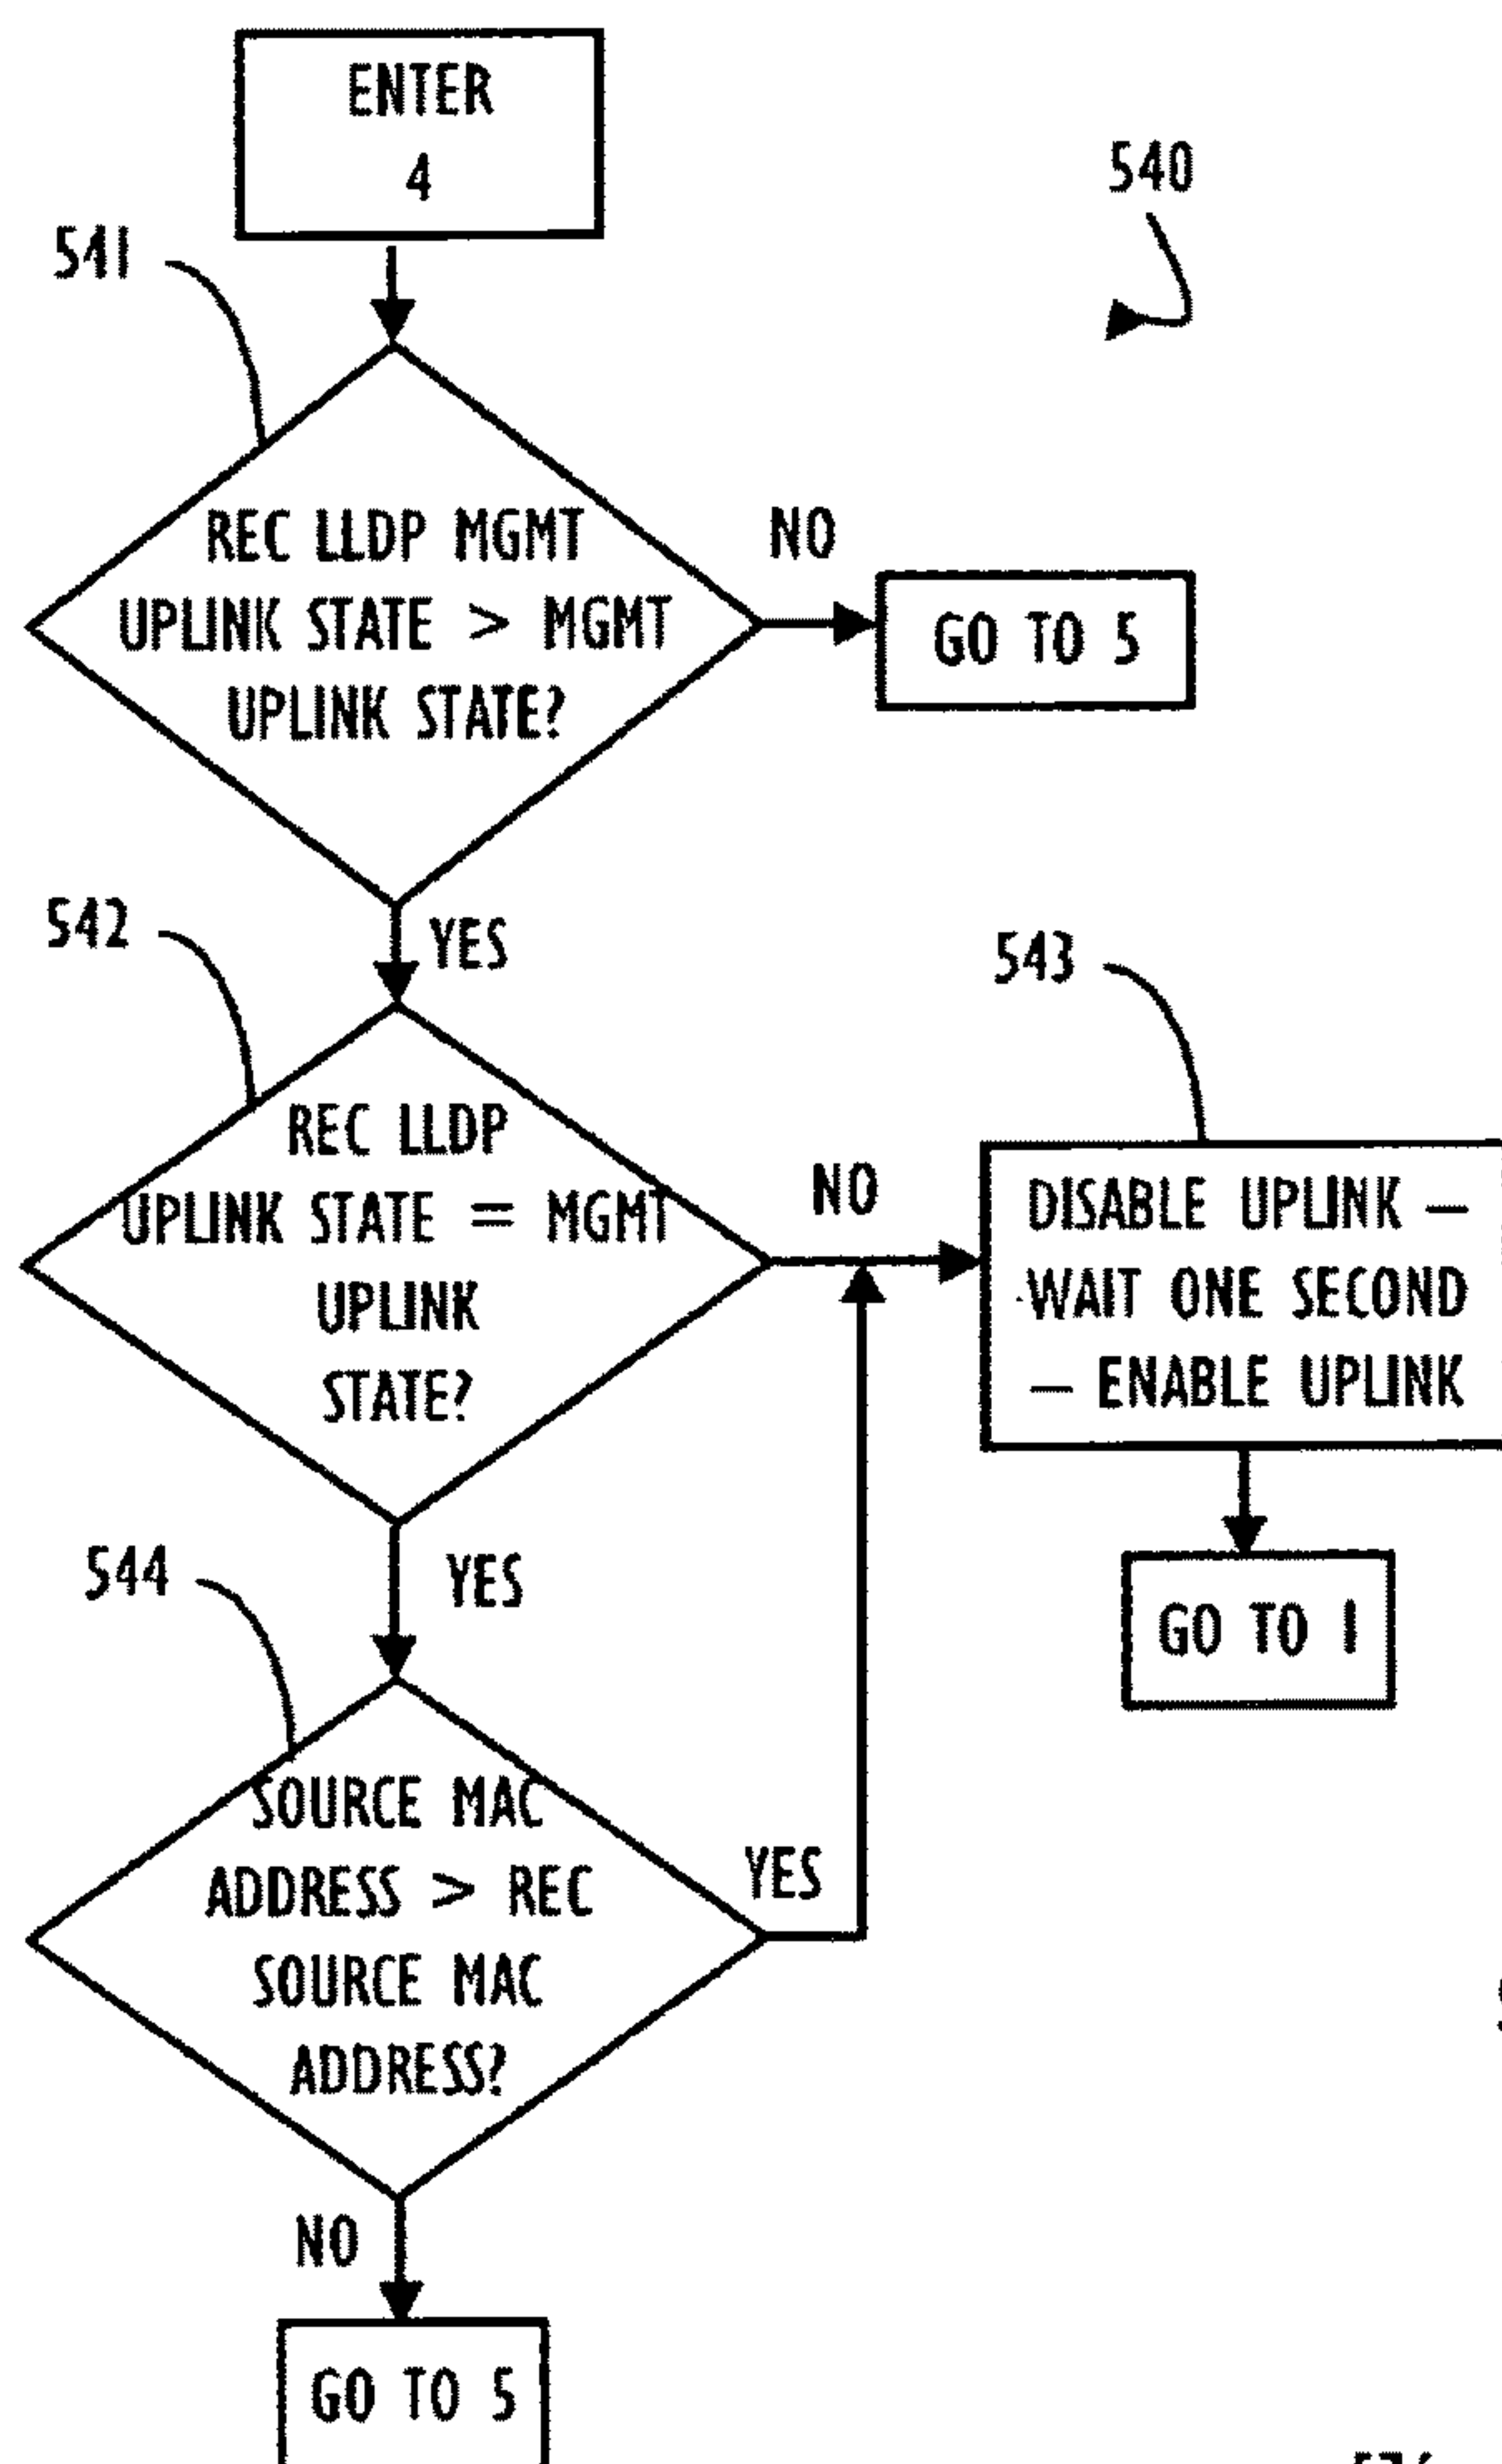 ENTER
4
540
541
REC LLDP MGMT
UPLINK STATE > MGMT
UPLINK STATE?
NO
GO TO 5
YES
542
543
REC LLDP
UPLINK STATE = MGMT
UPLINK
STATE?
NO
DISABLE UPLINK –
WAIT ONE SECOND
– ENABLE UPLINK
YES
544
GO TO 1
SOURCE MAC
ADDRESS > REC
SOURCE MAC
ADDRESS?
YES
NO
GO TO 5